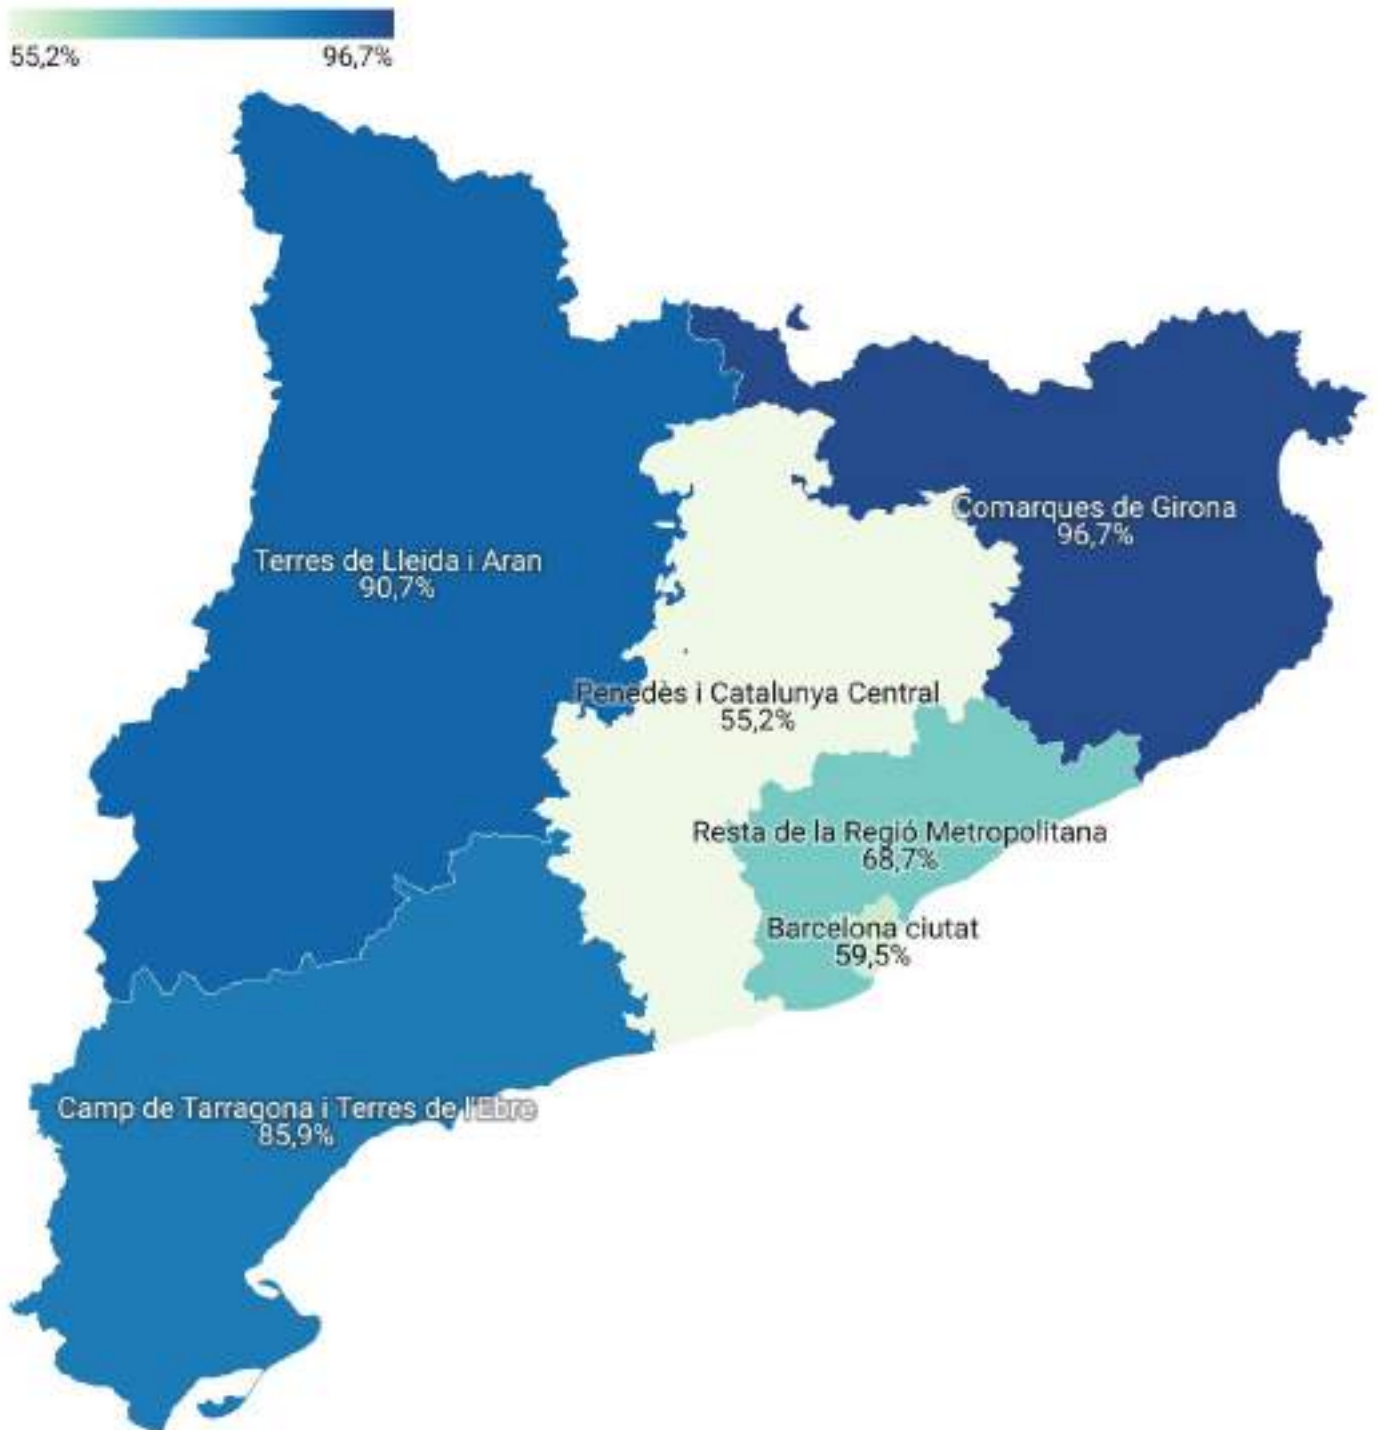 55,2% 96,7%
Comarques de Girona
96,7%
Terres de Lleida i Aran
90,7%
Penedès i Catalunya Central
55,2%
Resta de la Regió Metropolitana
68,7%
Barcelona ciutat
59,5%
Camp de Tarragona i Terres de l'Ebre
85,9%